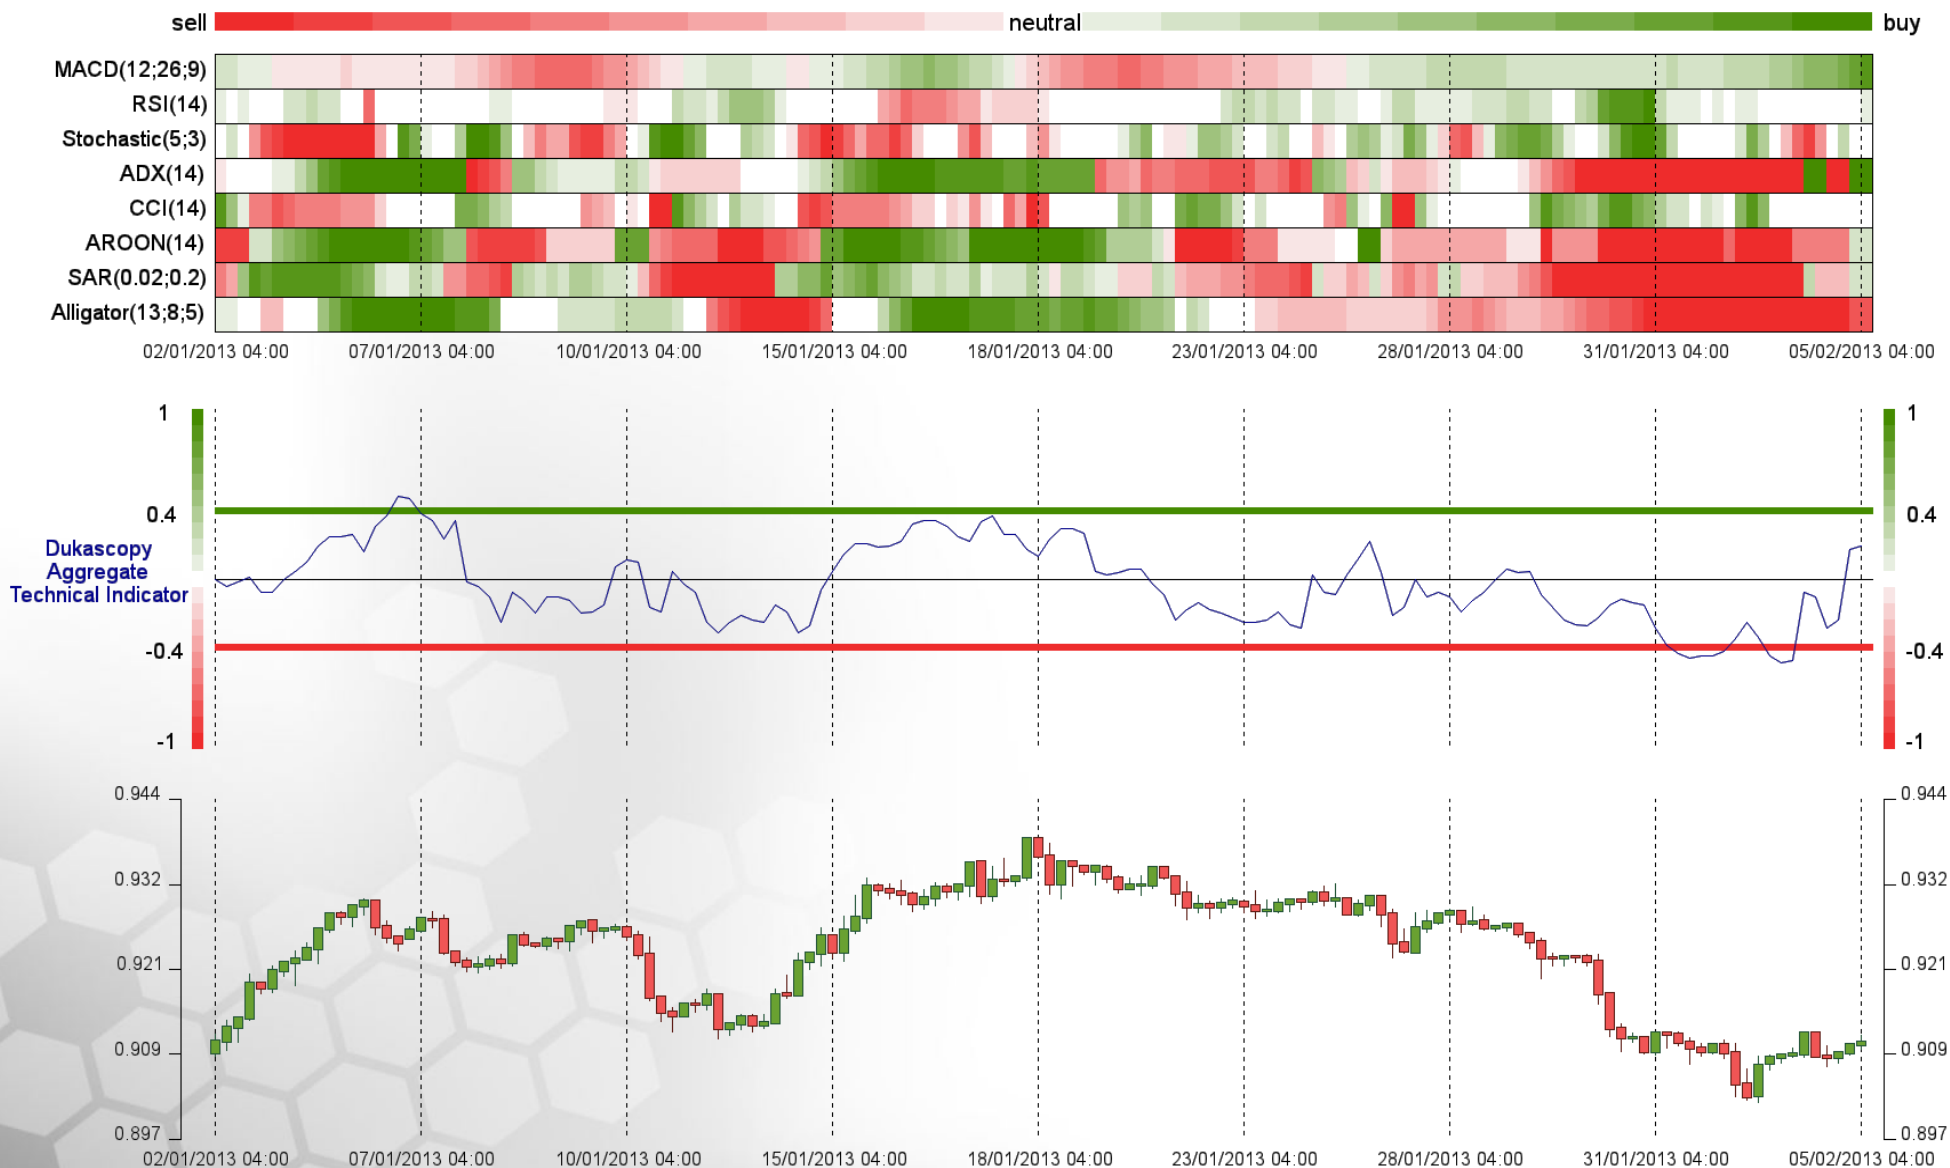 sell neutral buy
MACD(12;26;9)
RSI(14)
Stochastic(5;3)
ADX(14)
CCI(14)
AROON(14)
SAR(0.02;0.2)
Alligator(13;8;5)
02/01/2013 04:00 07/01/2013 04:00 10/01/2013 04:00 15/01/2013 04:00 18/01/2013 04:00 23/01/2013 04:00 28/01/2013 04:00 31/01/2013 04:00 05/02/2013 04:00
1 1
0.4 0.4
Dukascopy
Aggregate
Technical Indicator
-0.4 -0.4
-1 -1
0.944 0.944
0.932 0.932
0.921 0.921
0.909 0.909
0.897 0.897
02/01/2013 04:00 07/01/2013 04:00 10/01/2013 04:00 15/01/2013 04:00 18/01/2013 04:00 23/01/2013 04:00 28/01/2013 04:00 31/01/2013 04:00 05/02/2013 04:00